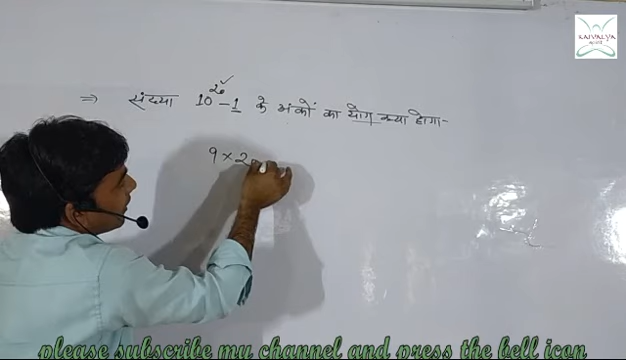 KAIVALYA
⇒ संख्या 10²⁰ - 1 के अंकों का योग क्या होगा-
9 × 2
please subscribe my channel and press the bell icon